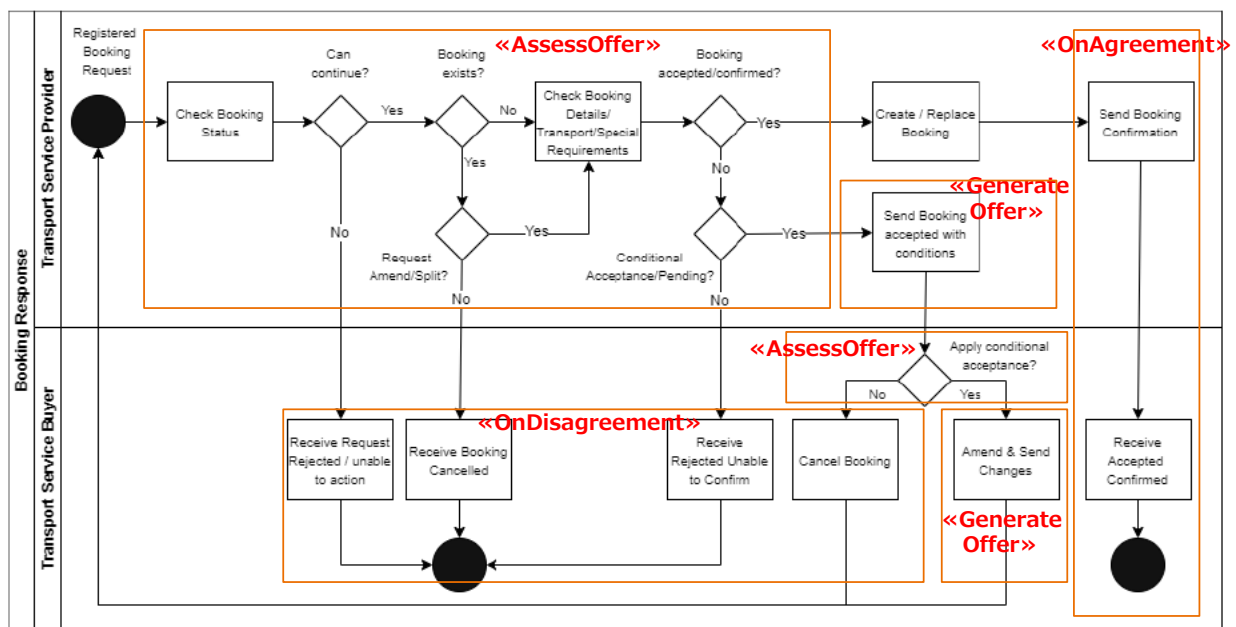 Booking Response
Transport Service Provider
Transport Service Buyer
Registered
Booking
Request
«AssessOffer»
Can
continue?
Booking
exists?
Booking
accepted/confirmed?
«OnAgreement»
Check Booking
Status
Yes
No
Check Booking
Details/
Transport/Special
Requirements
Yes
Create / Replace
Booking
Send Booking
Confirmation
Yes
No
«Generate
Offer»
Send Booking
accepted with
conditions
No
Yes
Yes
Request
Amend/Split?
Conditional
Acceptance/Pending?
No
No
«AssessOffer»
Apply conditional
acceptance?
No
Yes
«OnDisagreement»
Receive Request
Rejected / unable
to action
Receive Booking
Cancelled
Receive
Rejected Unable
to Confirm
Cancel Booking
Amend & Send
Changes
Receive
Accepted
Confirmed
«Generate
Offer»